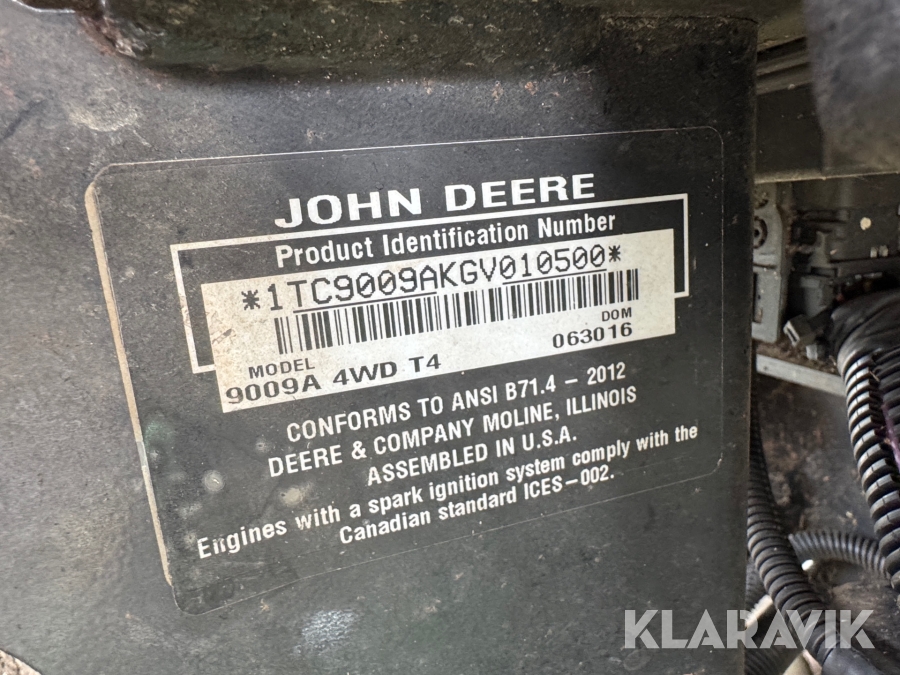 JOHN DEERE
Product Identification Number
*1TC9009AKGV010500*
MODEL
DOM
9009A 4WD T4
063016
CONFORMS TO ANSI B71.4 - 2012
DEERE & COMPANY MOLINE, ILLINOIS
ASSEMBLED IN U.S.A.
Engines with a spark ignition system comply with the
Canadian standard ICES-002.
KLARAVIK